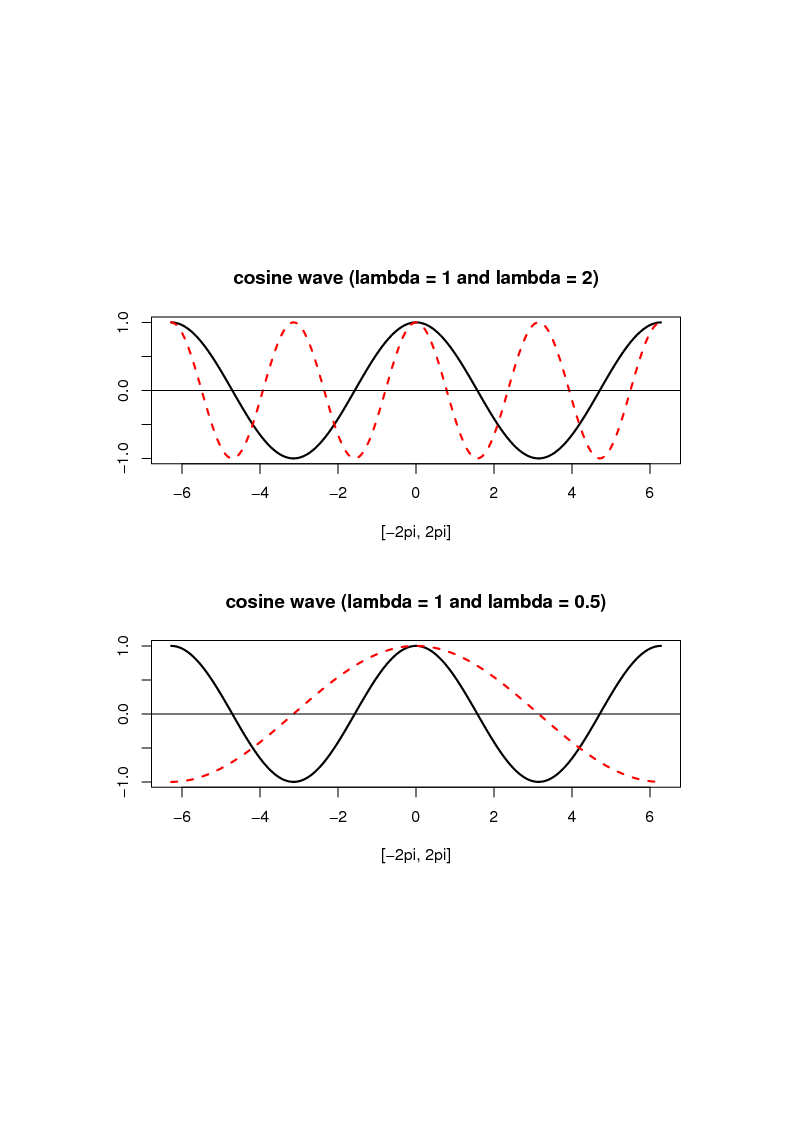 cosine wave (lambda = 1 and lambda = 2)
1.0
0.0
−1.0
−6 −4 −2 0 2 4 6
[−2pi, 2pi]
cosine wave (lambda = 1 and lambda = 0.5)
1.0
0.0
−1.0
−6 −4 −2 0 2 4 6
[−2pi, 2pi]